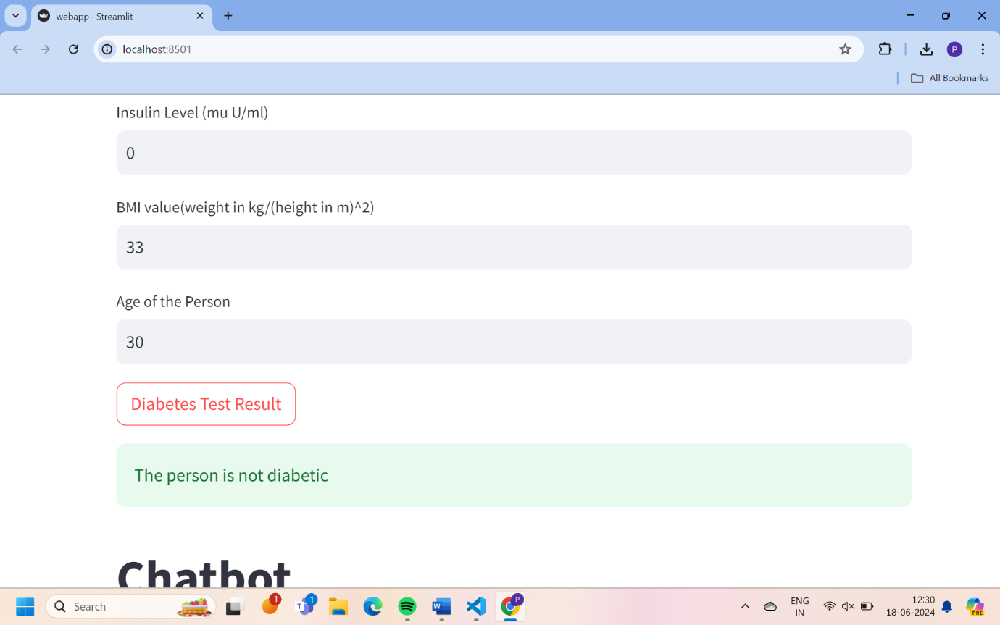 webapp · Streamlit
localhost:8501
P
All Bookmarks
Insulin Level (mu U/ml)
0
BMI value(weight in kg/(height in m)^2)
33
Age of the Person
30
Diabetes Test Result
The person is not diabetic
Chatbot
Search
1
T
1
W
P
ENG
IN
12:30
18-06-2024
PRE